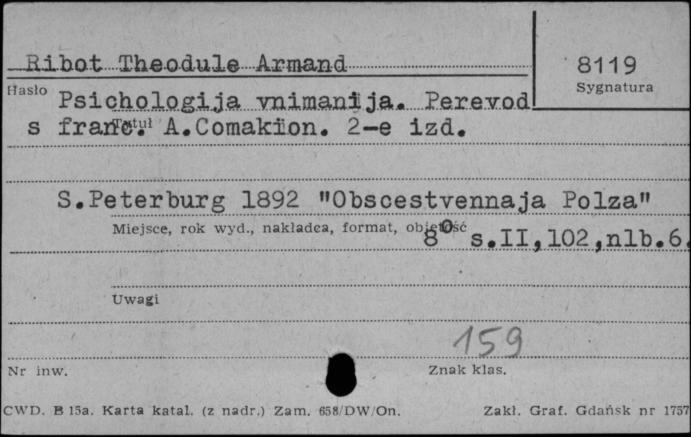 Ribot Theodule Armand
8119
Hasło
Sygnatura
Psichologija vnimanija. Perevod
s franc. A.Comakion. 2-e izd.
Tytuł
S.Peterburg 1892 "Obscestvennaja Polza"
Miejsce, rok wyd., nakładca, format, objętość
8° s.II,102,nlb.6.
Uwagi
159
Nr inw.
Znak klas.
CWD. B 15a. Karta katal. (z nadr.) Zam. 658/DW/On.
Zakł. Graf. Gdańsk nr 1757